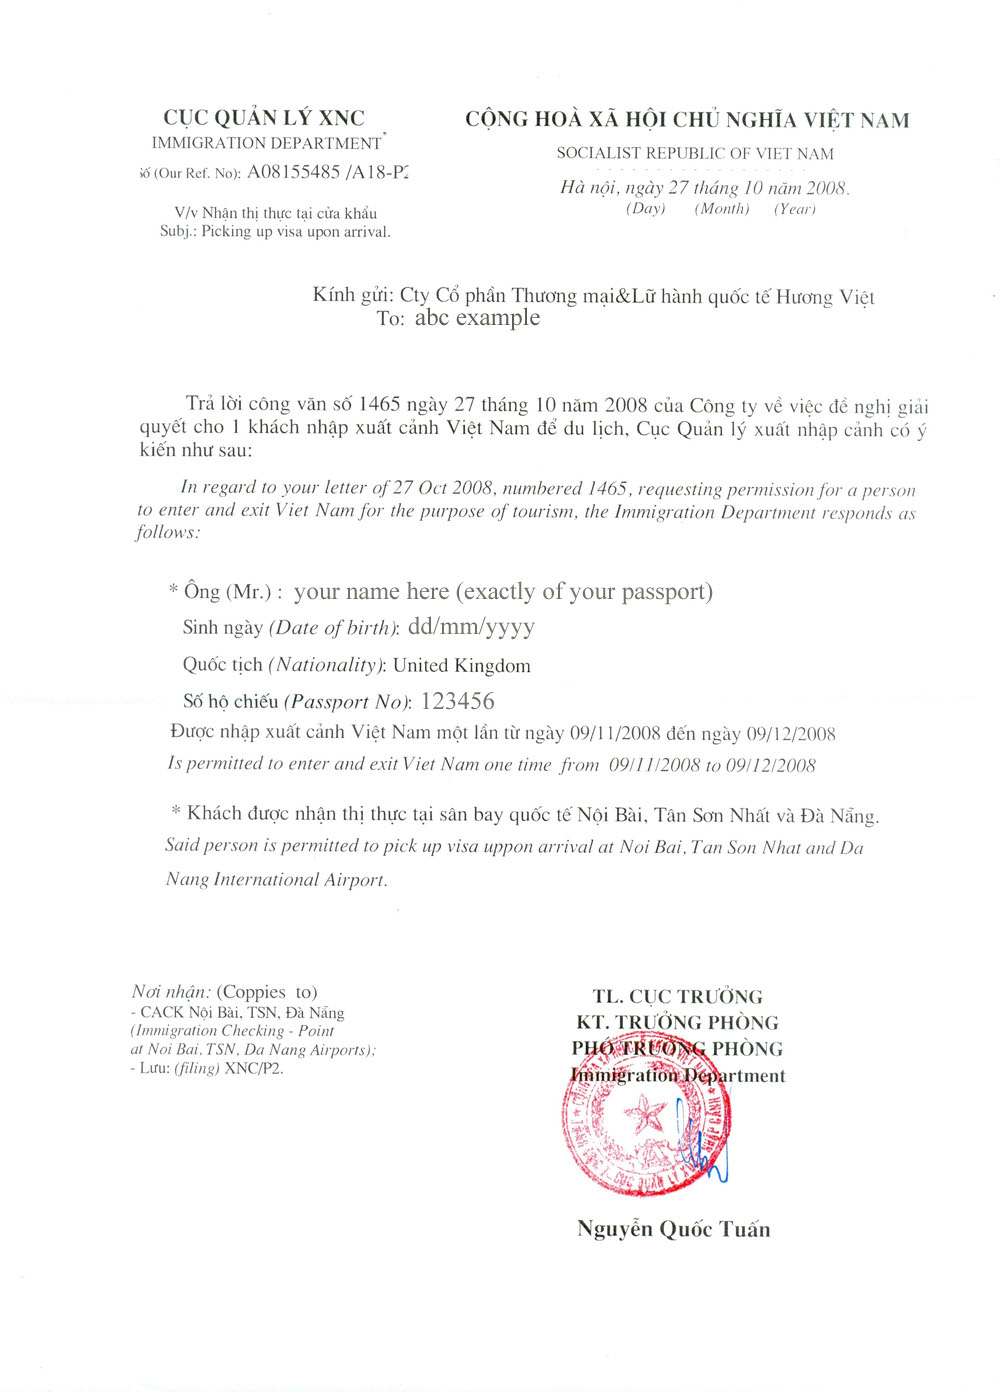 CỤC QUẢN LÝ XNC
IMMIGRATION DEPARTMENT
số (Our Ref. No): A08155485 /A18-P2
V/v Nhận thị thực tại cửa khẩu
Subj.: Picking up visa upon arrival.
CỘNG HOÀ XÃ HỘI CHỦ NGHĨA VIỆT NAM
SOCIALIST REPUBLIC OF VIET NAM
Hà nội, ngày 27 tháng 10 năm 2008.
(Day) (Month) (Year)
Kính gửi: Cty Cổ phần Thương mại&Lữ hành quốc tế Hương Việt
To: abc example
Trả lời công văn số 1465 ngày 27 tháng 10 năm 2008 của Công ty về việc đề nghị giải
quyết cho 1 khách nhập xuất cảnh Việt Nam để du lịch, Cục Quản lý xuất nhập cảnh có ý
kiến như sau:
In regard to your letter of 27 Oct 2008, numbered 1465, requesting permission for a person
to enter and exit Viet Nam for the purpose of tourism, the Immigration Department responds as
follows:
* Ông (Mr.) : your name here (exactly of your passport)
Sinh ngày (Date of birth): dd/mm/yyyy
Quốc tịch (Nationality): United Kingdom
Số hộ chiếu (Passport No): 123456
Được nhập xuất cảnh Việt Nam một lần từ ngày 09/11/2008 đến ngày 09/12/2008
Is permitted to enter and exit Viet Nam one time from 09/11/2008 to 09/12/2008
* Khách được nhận thị thực tại sân bay quốc tế Nội Bài, Tân Sơn Nhất và Đà Nẵng.
Said person is permitted to pick up visa uppon arrival at Noi Bai, Tan Son Nhat and Da
Nang International Airport.
Nơi nhận: (Coppies to)
- CACK Nội Bài, TSN, Đà Nẵng
(Immigration Checking - Point
at Noi Bai, TSN, Da Nang Airports);
- Lưu: (filing) XNC/P2.
TL. CỤC TRƯỞNG
KT. TRƯỞNG PHÒNG
PHÓ TRƯỞNG PHÒNG
Immigration Department
CỤC QUẢN LÝ
Nguyễn Quốc Tuấn